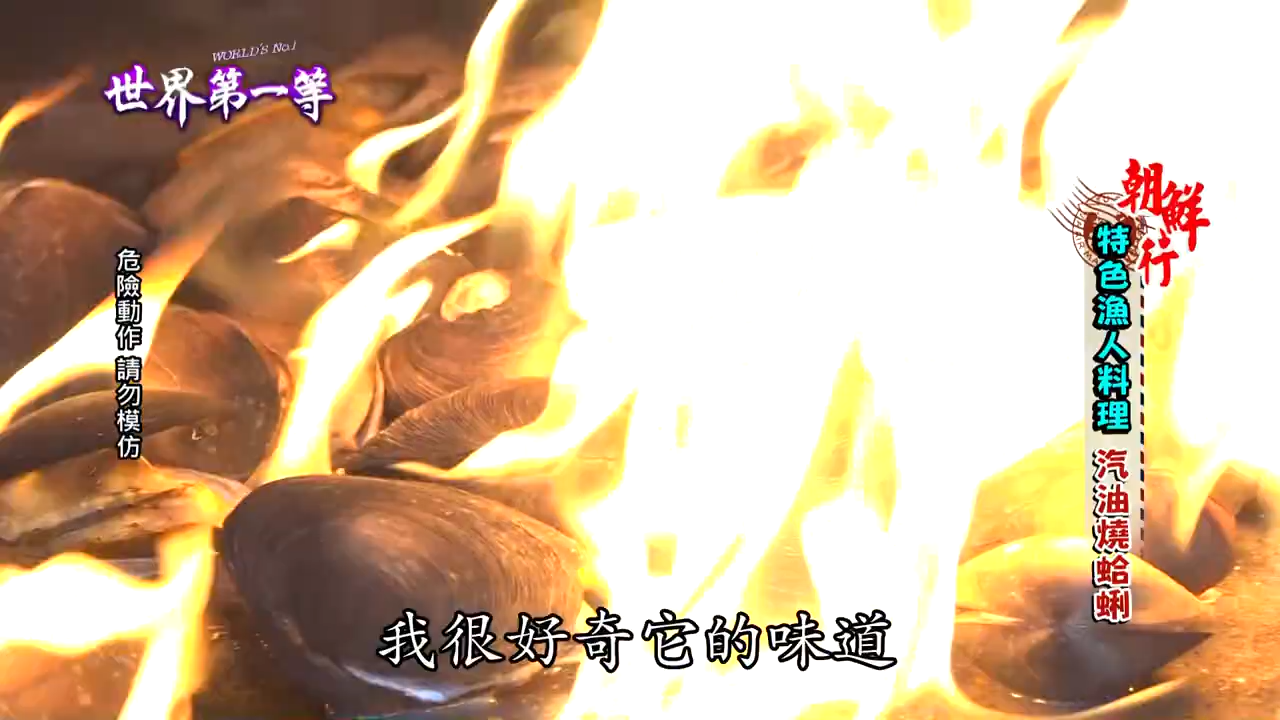 WORLD'S No.1
世界第一等
朝鮮行
特色漁人料理 汽油燒蛤蜊
危險動作 請勿模仿
我很好奇它的味道